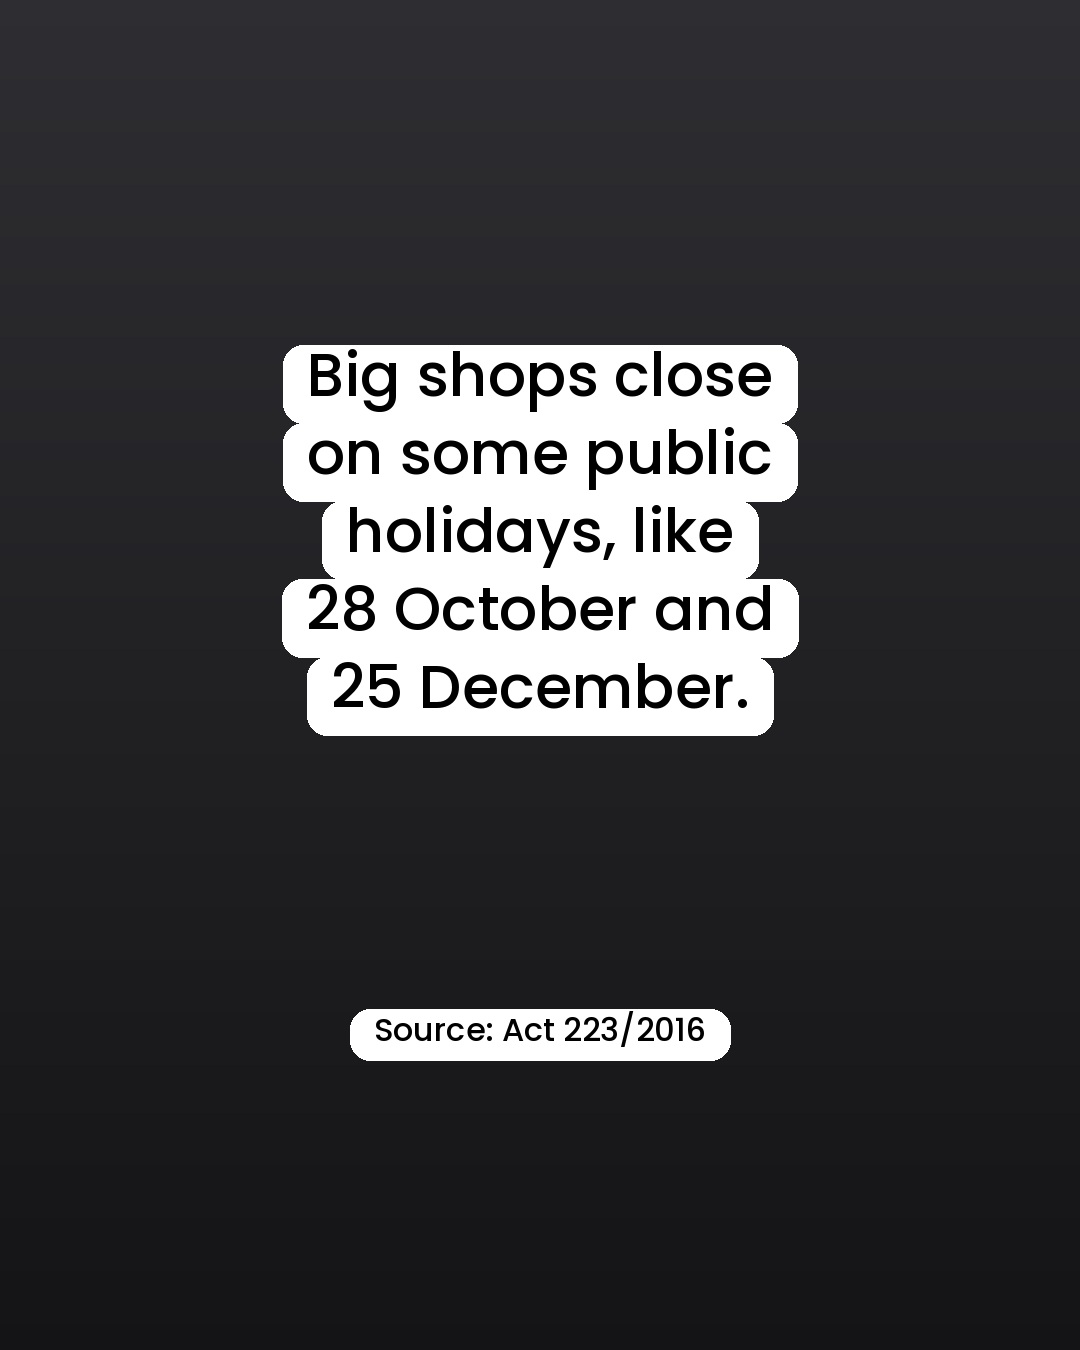 Big shops close
on some public
holidays, like
28 October and
25 December.
Source: Act 223/2016